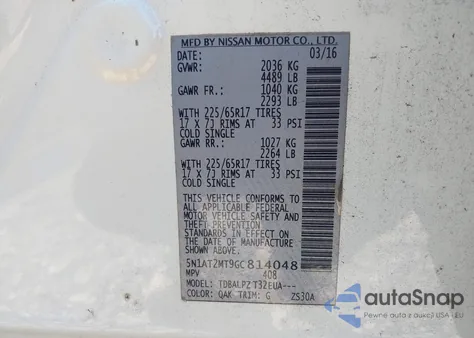 MFD BY NISSAN MOTOR CO., LTD.
DATE: 03/16
GVWR: 2036 KG
4489 LB
GAWR FR: 1040 KG
2293 LB
WITH 225/65R17 TIRES
17 X 7J RIMS AT 33 PSI
COLD SINGLE
GAWR RR.: 1027 KG
2264 LB
WITH 225/65R17 TIRES
17 X 7J RIMS AT 33 PSI
COLD SINGLE
THIS VEHICLE CONFORMS TO
ALL APPLICABLE FEDERAL
MOTOR VEHICLE SAFETY AND
THEFT PREVENTION
STANDARDS IN EFFECT ON
THE DATE OF MANUFACTURE
SHOWN ABOVE.
5N1AT2MT9GC814048
MPV 408
MODEL: TDBALPZ T32EUA---
COLOR: QAK TRIM: G ZS30A
autoSnap
Pewne auto z aukcji w USA